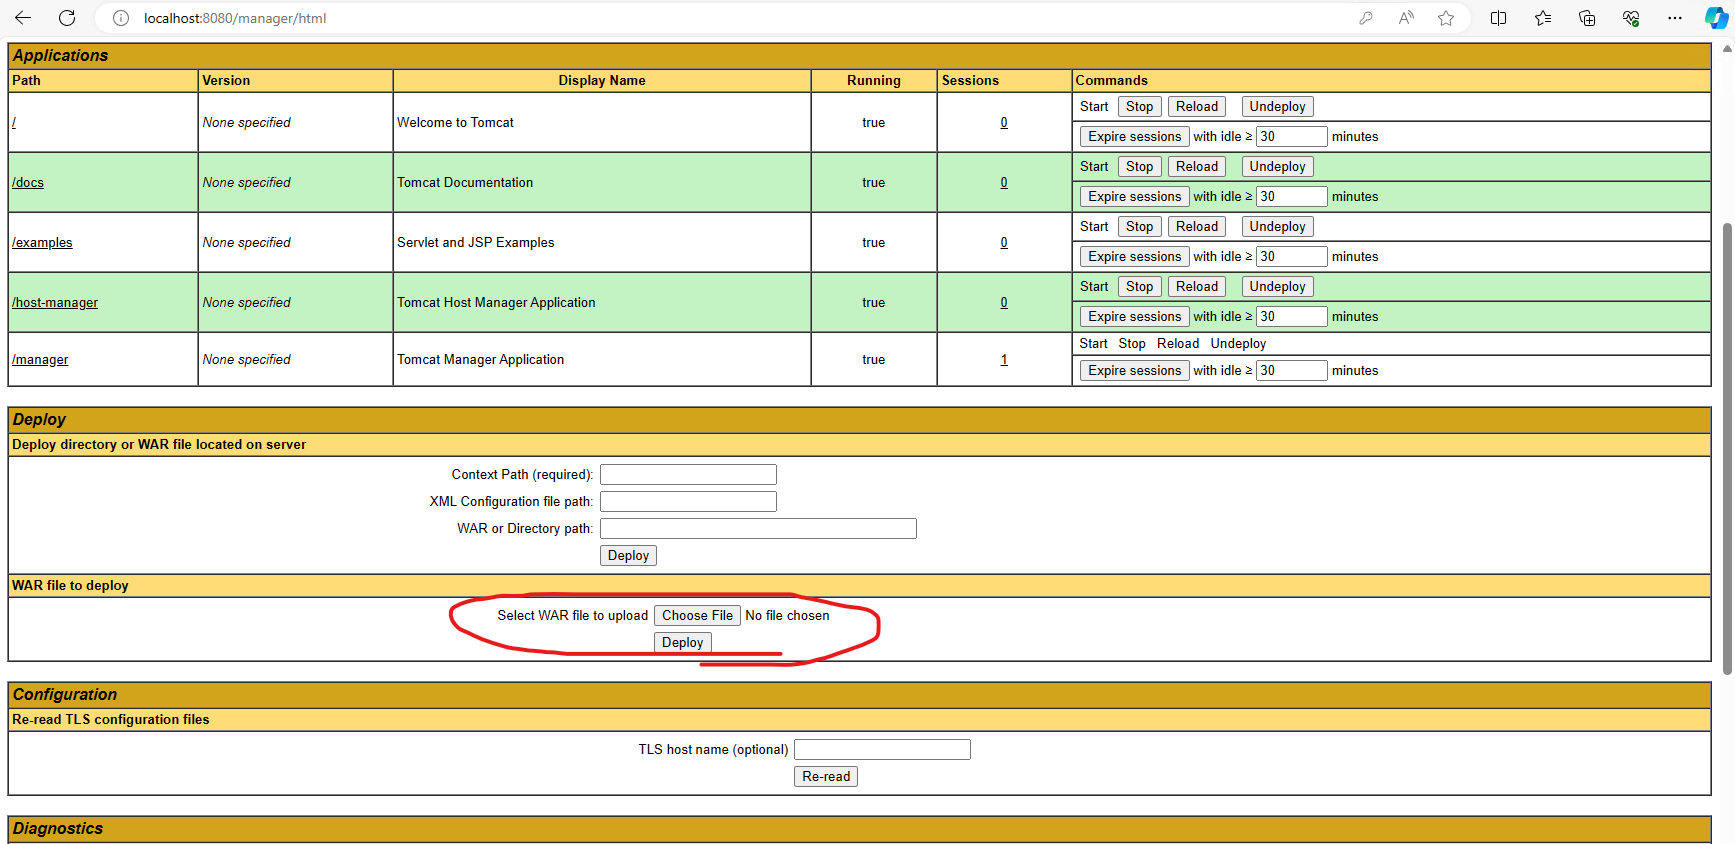 localhost:8080/manager/html
Applications
Path Version Display Name Running Sessions Commands
/ None specified Welcome to Tomcat true 0 Start Stop Reload Undeploy
Expire sessions with idle ≥ 30 minutes
/docs None specified Tomcat Documentation true 0 Start Stop Reload Undeploy
Expire sessions with idle ≥ 30 minutes
/examples None specified Servlet and JSP Examples true 0 Start Stop Reload Undeploy
Expire sessions with idle ≥ 30 minutes
/host-manager None specified Tomcat Host Manager Application true 0 Start Stop Reload Undeploy
Expire sessions with idle ≥ 30 minutes
/manager None specified Tomcat Manager Application true 1 Start Stop Reload Undeploy
Expire sessions with idle ≥ 30 minutes
Deploy
Deploy directory or WAR file located on server
Context Path (required):
XML Configuration file path:
WAR or Directory path:
Deploy
WAR file to deploy
Select WAR file to upload Choose File No file chosen
Deploy
Configuration
Re-read TLS configuration files
TLS host name (optional)
Re-read
Diagnostics